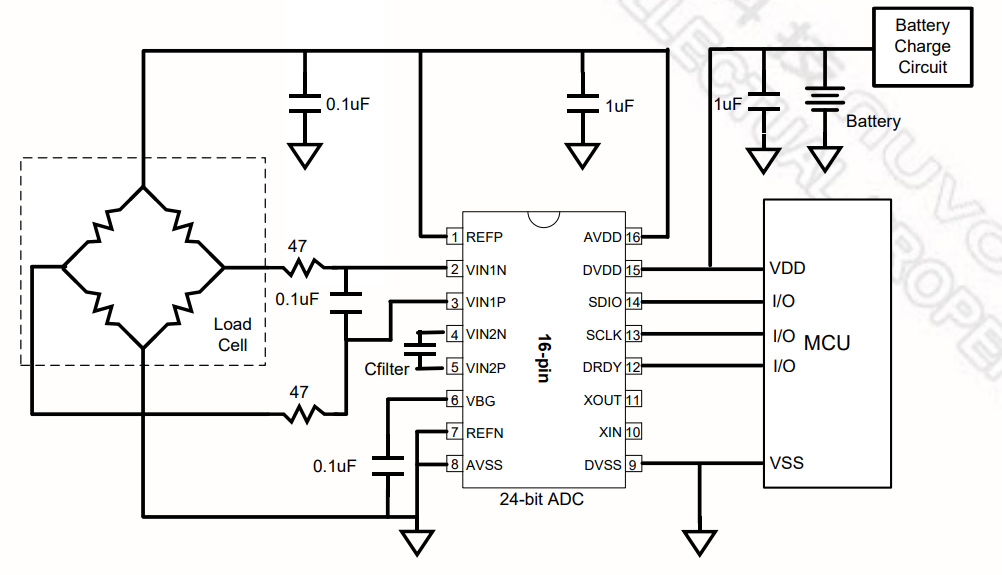 Battery
Charge
Circuit
0.1uF
1uF
1uF
Battery
1 REFP
AVDD 16
47
2 VIN1N
DVDD 15
VDD
0.1uF
3 VIN1P
SDIO 14
I/O
Load
Cell
4 VIN2N
SCLK 13
I/O
MCU
Cfilter
5 VIN2P
16-pin
DRDY 12
I/O
47
6 VBG
XOUT 11
7 REFN
XIN 10
0.1uF
8 AVSS
DVSS 9
VSS
24-bit ADC